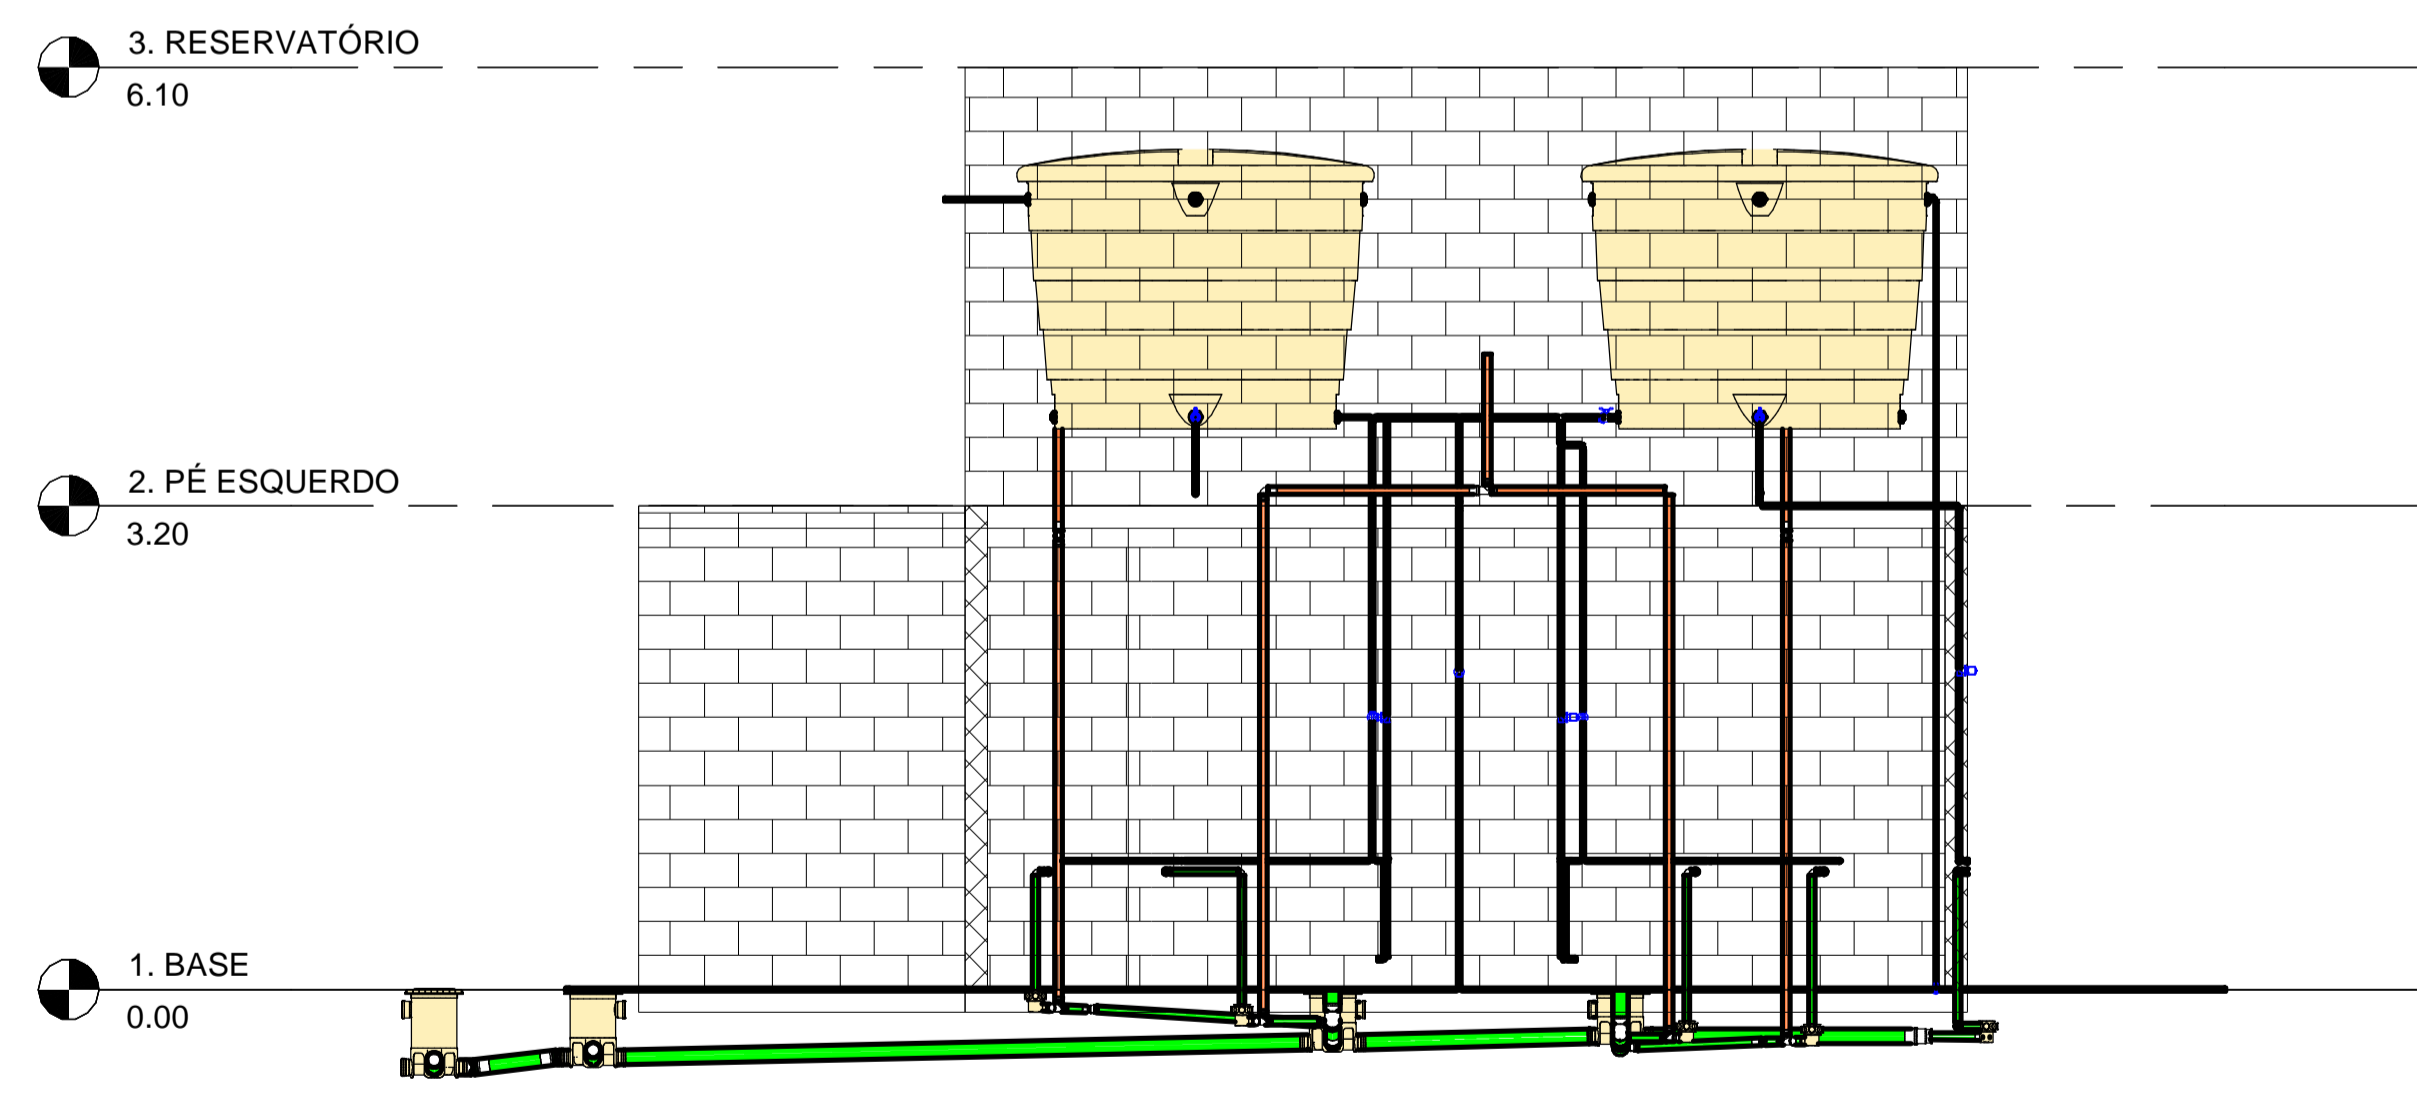 3. RESERVATÓRIO
6.10
2. PÉ ESQUERDO
3.20
1. BASE
0.00